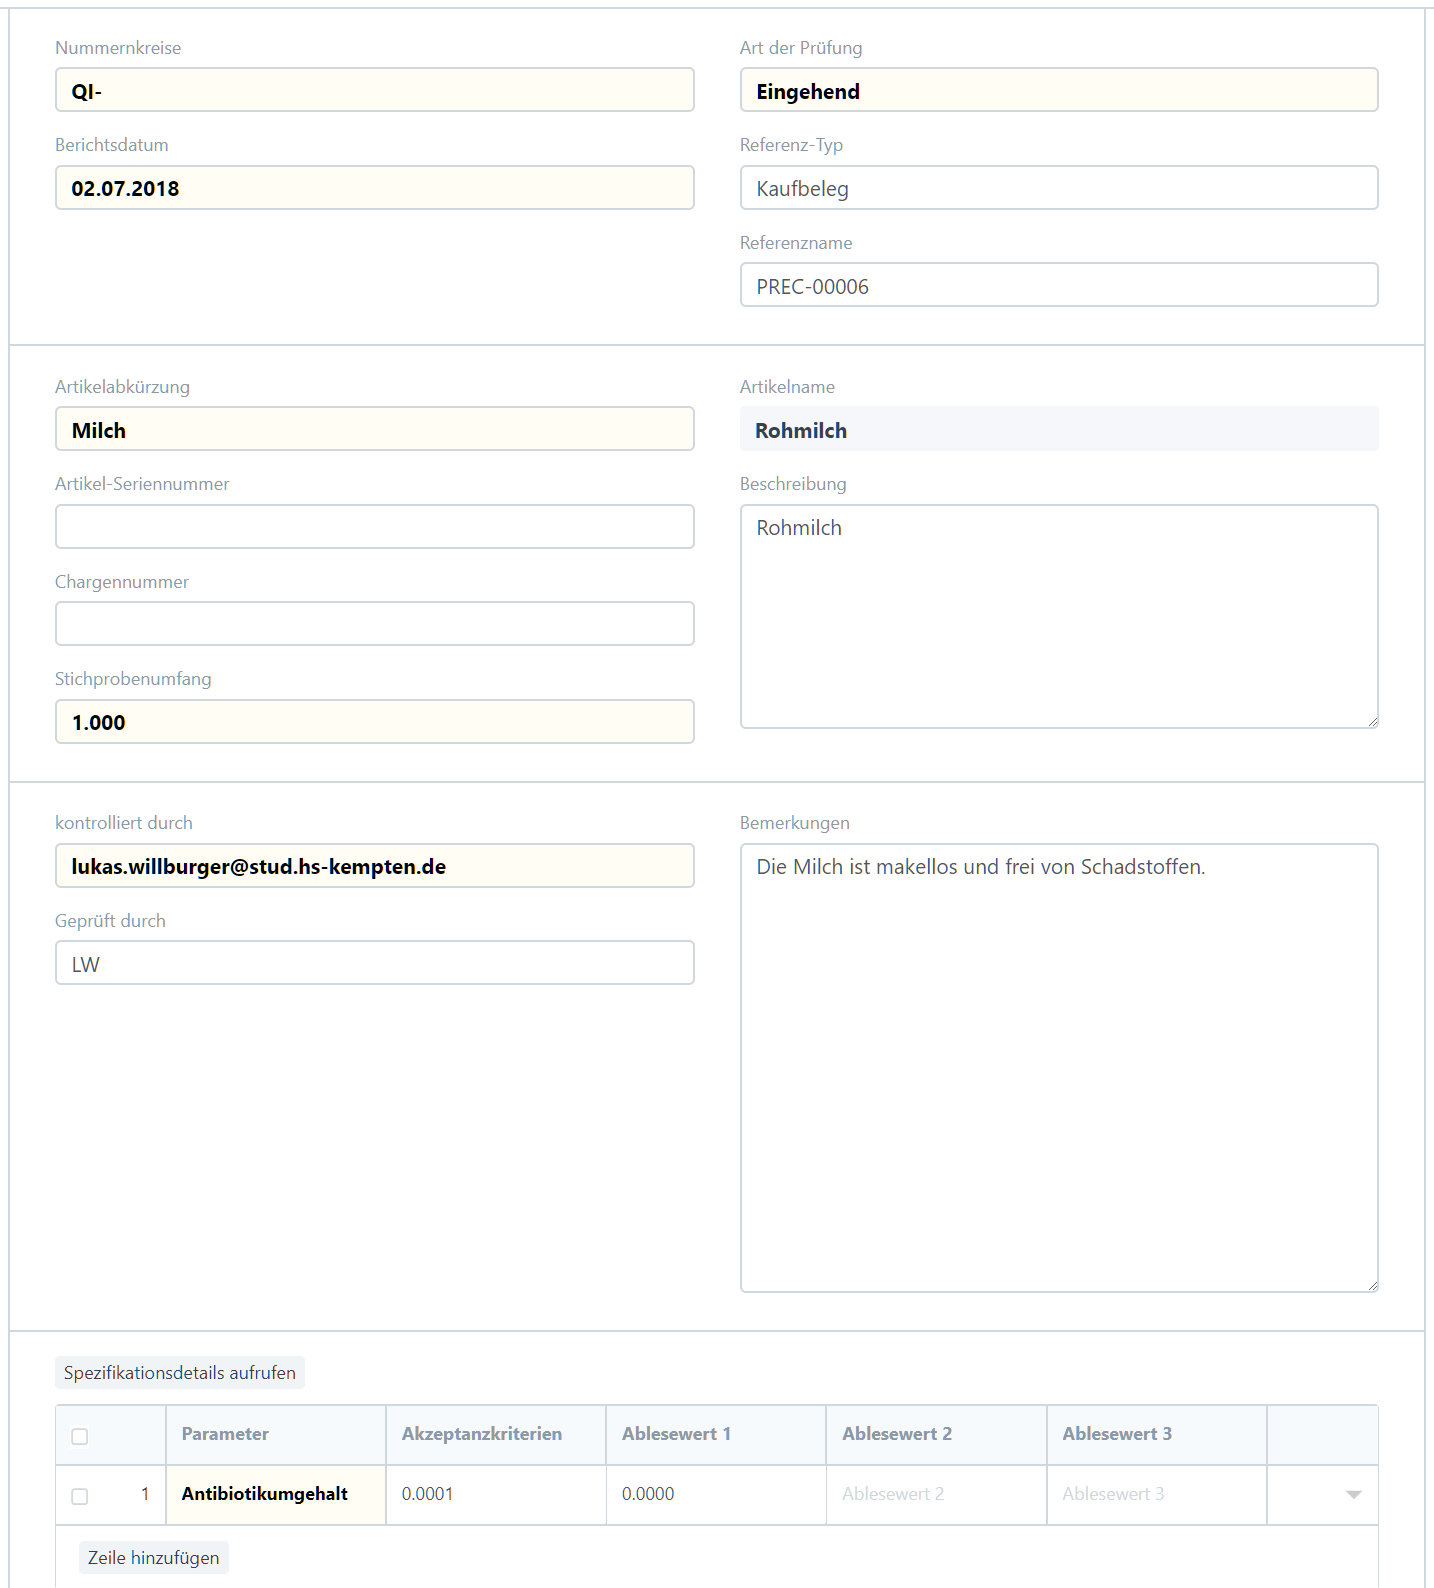 Nummernkreise
QI-
Berichtsdatum
02.07.2018
Art der Prüfung
Eingehend
Referenz-Typ
Kaufbeleg
Referenzname
PREC-00006
Artikelabkürzung
Milch
Artikel-Seriennummer
Chargennummer
Stichprobenumfang
1.000
Artikelname
Rohmilch
Beschreibung
Rohmilch
kontrolliert durch
lukas.willburger@stud.hs-kempten.de
Geprüft durch
LW
Bemerkungen
Die Milch ist makellos und frei von Schadstoffen.
Spezifikationsdetails aufrufen
Parameter Akzeptanzkriterien Ablesewert 1 Ablesewert 2 Ablesewert 3
1 Antibiotikumgehalt 0.0001 0.0000 Ablesewert 2 Ablesewert 3
Zeile hinzufügen